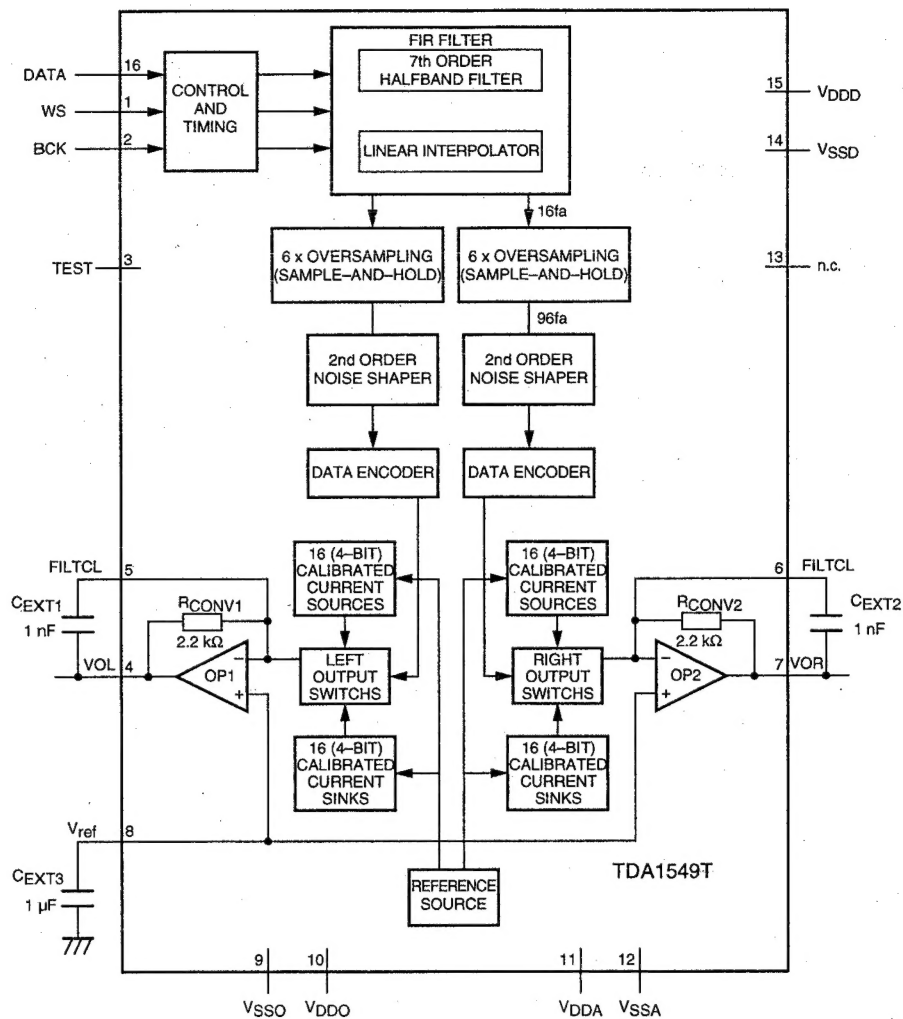 FIR FILTER
7th ORDER
HALFBAND FILTER
LINEAR INTERPOLATOR
DATA
16
WS
1
BCK
2
CONTROL
AND
TIMING
15
VDDD
14
VSSD
16fa
6 x OVERSAMPLING
(SAMPLE–AND–HOLD)
6 x OVERSAMPLING
(SAMPLE–AND–HOLD)
TEST
3
13
n.c.
96fa
2nd ORDER
NOISE SHAPER
2nd ORDER
NOISE SHAPER
DATA ENCODER
DATA ENCODER
FILTCL
5
CEXT1
1 nF
RCONV1
2.2 kΩ
VOL
4
OP1
−
+
16 (4–BIT)
CALIBRATED
CURRENT
SOURCES
LEFT
OUTPUT
SWITCHS
16 (4–BIT)
CALIBRATED
CURRENT
SINKS
16 (4–BIT)
CALIBRATED
CURRENT
SOURCES
RIGHT
OUTPUT
SWITCHS
16 (4–BIT)
CALIBRATED
CURRENT
SINKS
6
FILTCL
RCONV2
2.2 kΩ
CEXT2
1 nF
−
+
OP2
7
VOR
Vref
8
CEXT3
1 µF
REFERENCE
SOURCE
TDA1549T
9
10
11
12
VSSO
VDDO
VDDA
VSSA